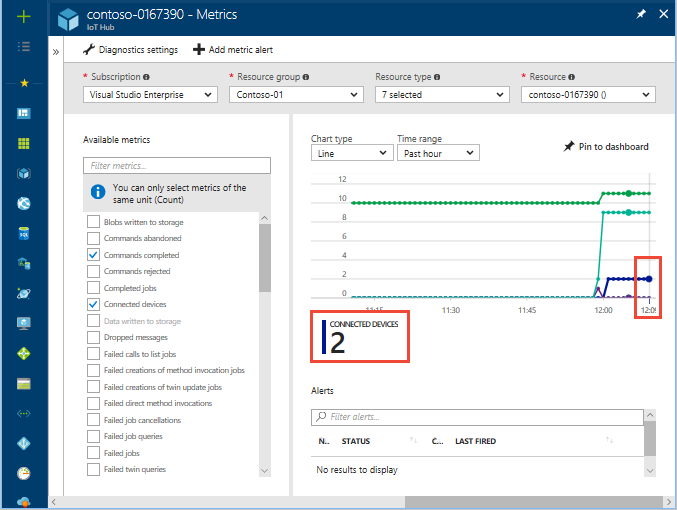 contoso-0167390 - Metrics
IoT Hub
»
Diagnostics settings
Add metric alert
* Subscription
* Resource group
Resource type
* Resource
Visual Studio Enterprise
Contoso-01
7 selected
contoso-0167390 ()
Available metrics
Filter metrics...
You can only select metrics of the
same unit (Count)
Blobs written to storage
Commands abandoned
Commands completed
Commands rejected
Completed jobs
Connected devices
Data written to storage
Dropped messages
Failed calls to list jobs
Failed creations of method invocation jobs
Failed creations of twin update jobs
Failed direct method invocations
Failed job cancellations
Failed job queries
Failed jobs
Failed twin queries
Chart type
Time range
Line
Past hour
Pin to dashboard
12
10
8
6
4
2
0
11:15
11:30
11:45
12:00
12:0
CONNECTED DEVICES
2
Alerts
Filter alerts...
N..
STATUS
C...
LAST FIRED
No results to display
SQL